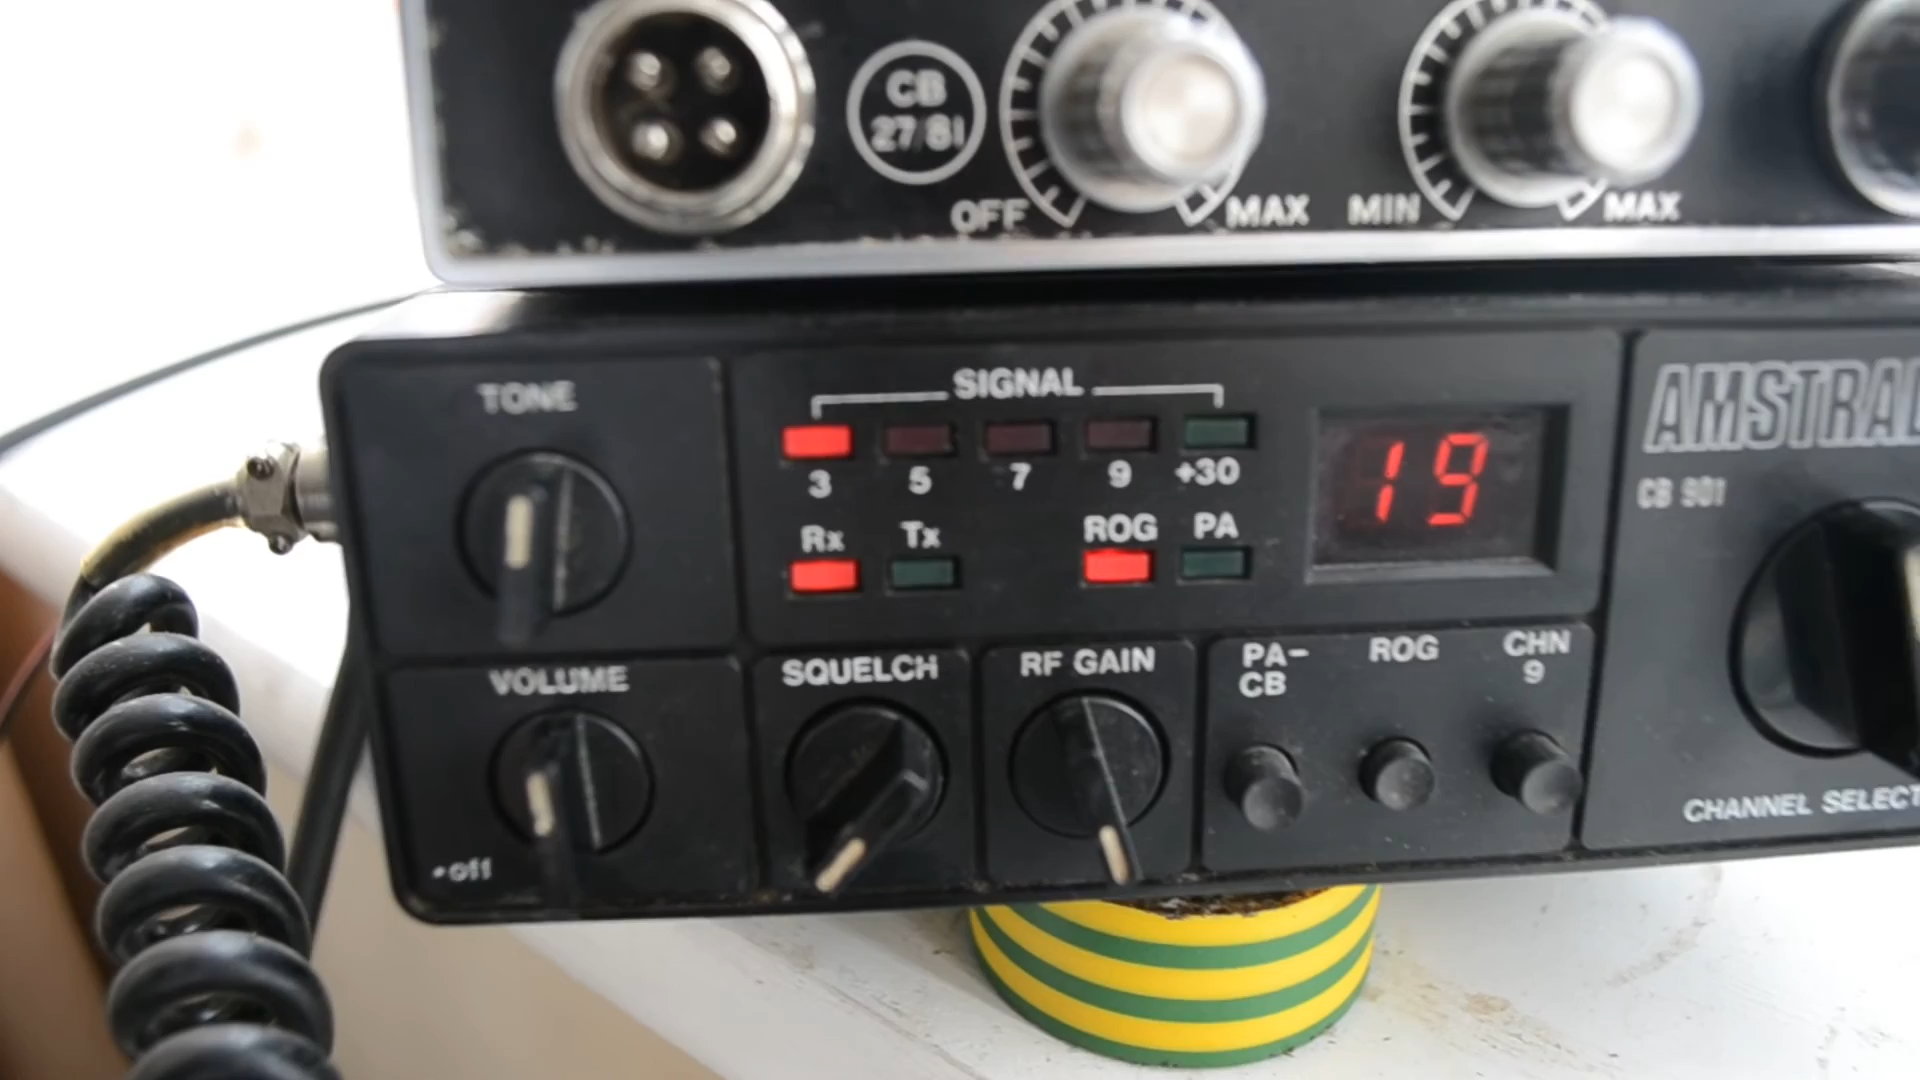 CB
27/81
OFF
MAX
MIN
MAX
TONE
SIGNAL
3 5 7 9 +30
Rx Tx ROG PA
19
AMSTRAD
CB 901
VOLUME
•Off
SQUELCH
RF GAIN
PA-
CB
ROG
CHN
9
CHANNEL SELECT